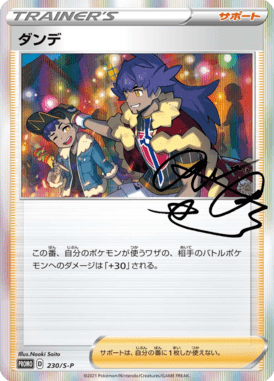 TRAINER'S サポート
ダンデ
この番、自分のポケモンが使うワザの、相手のバトルポケ
モンへのダメージは「+30」される。
Illus.Naoki Saito
PROMO D 230/S-P
サポートは、自分の番に1枚しか使えない。
©2021 Pokémon/Nintendo/Creatures/GAME FREAK.